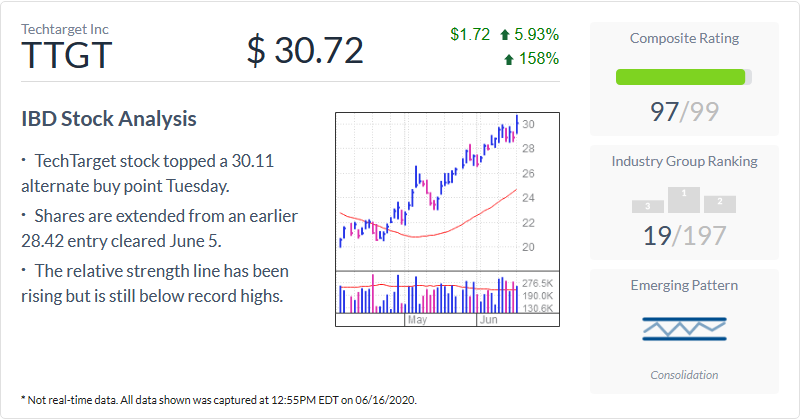 Techtarget Inc
TTGT
$ 30.72
$1.72 5.93%
158%
IBD Stock Analysis
• TechTarget stock topped a 30.11
alternate buy point Tuesday.
• Shares are extended from an earlier
28.42 entry cleared June 5.
• The relative strength line has been
rising but is still below record highs.
30
28
26
24
22
20
276.5K
190.0K
130.6K
May
Jun
Composite Rating
97/99
Industry Group Ranking
3
1
2
19/197
Emerging Pattern
Consolidation
* Not real-time data. All data shown was captured at 12:55PM EDT on 06/16/2020.